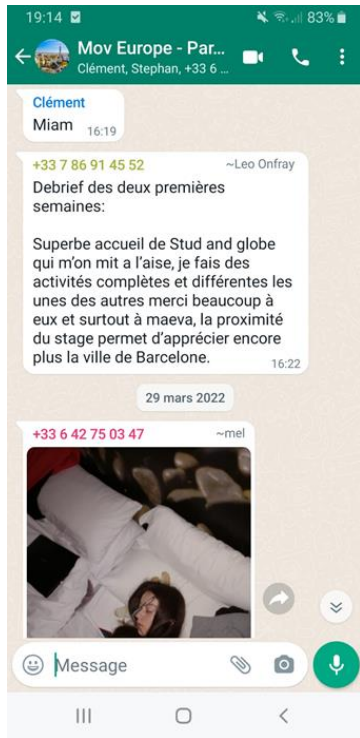 19:14
83%
Mov Europe - Par...
Clément, Stephan, +33 6 ...
Clément
Miam
16:19
+33 7 86 91 45 52
~Leo Onfray
Debrief des deux premières
semaines:
Superbe accueil de Stud and globe
qui m'on mit a l'aise, je fais des
activités complètes et différentes les
unes des autres merci beaucoup à
eux et surtout à maeva, la proximité
du stage permet d'apprécier encore
plus la ville de Barcelone.
16:22
29 mars 2022
+33 6 42 75 03 47
~mel
Message